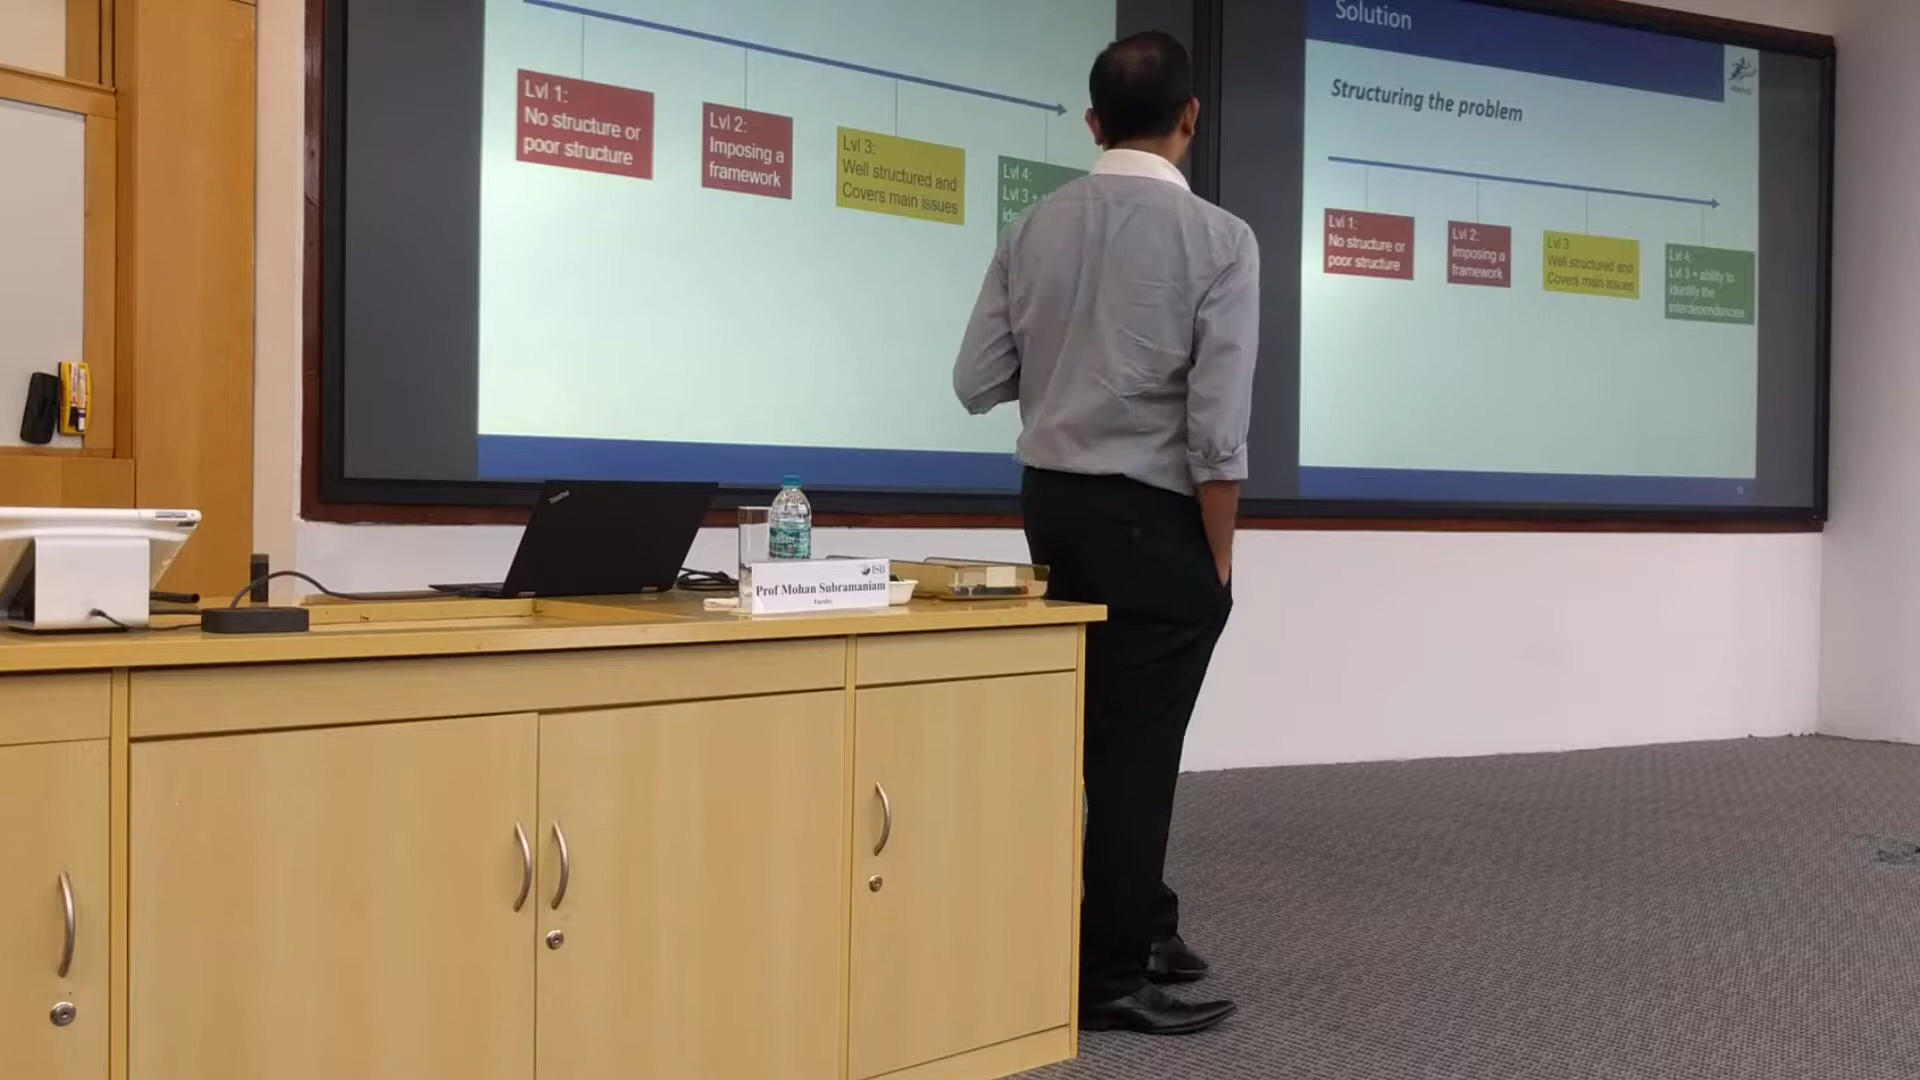 Lvl 1:
No structure or
poor structure
Lvl 2:
Imposing a
framework
Lvl 3:
Well structured and
Covers main issues
Lvl 4:
Lvl 3 +
Solution
Structuring the problem
Lvl 1:
No structure or
poor structure
Lvl 2:
Imposing a
framework
Lvl 3
Well structured and
Covers main issues
Lvl 4:
Lvl 3 + ability to
identify the
interdependencies
ThinkPad
ISB
Prof Mohan Subramaniam
Faculty